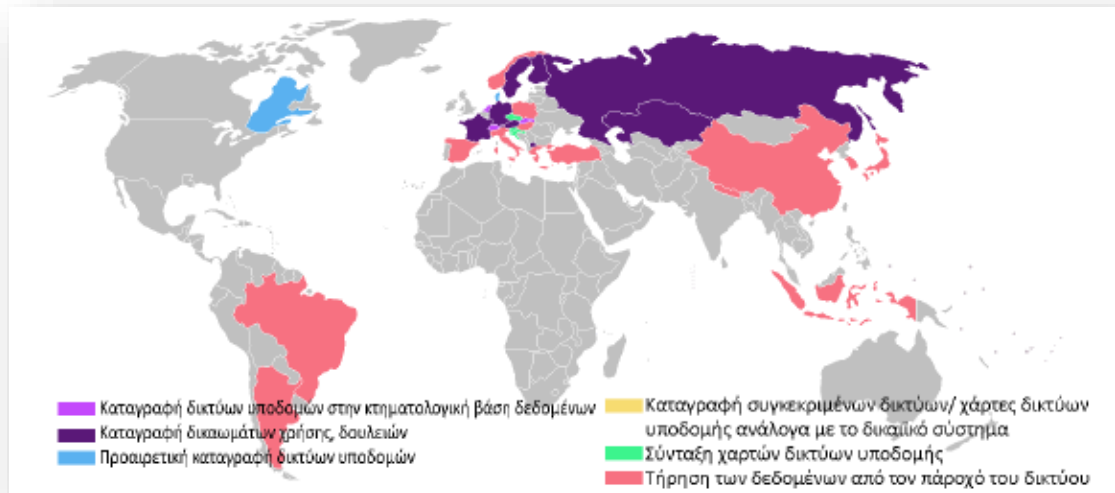 Καταγραφή δικτύων υποδομών στην κτηματολογική βάση δεδομένων
Καταγραφή δικαιωμάτων χρήσης, δουλειών
Προαιρετική καταγραφή δικτύων υποδομών
Καταγραφή συγκεκριμένων δικτύων/ χάρτες δικτύων
υποδομής ανάλογα με το δικαιικό σύστημα
Σύνταξη χαρτών δικτύων υποδομής
Τήρηση των δεδομένων από τον πάροχό του δικτύου